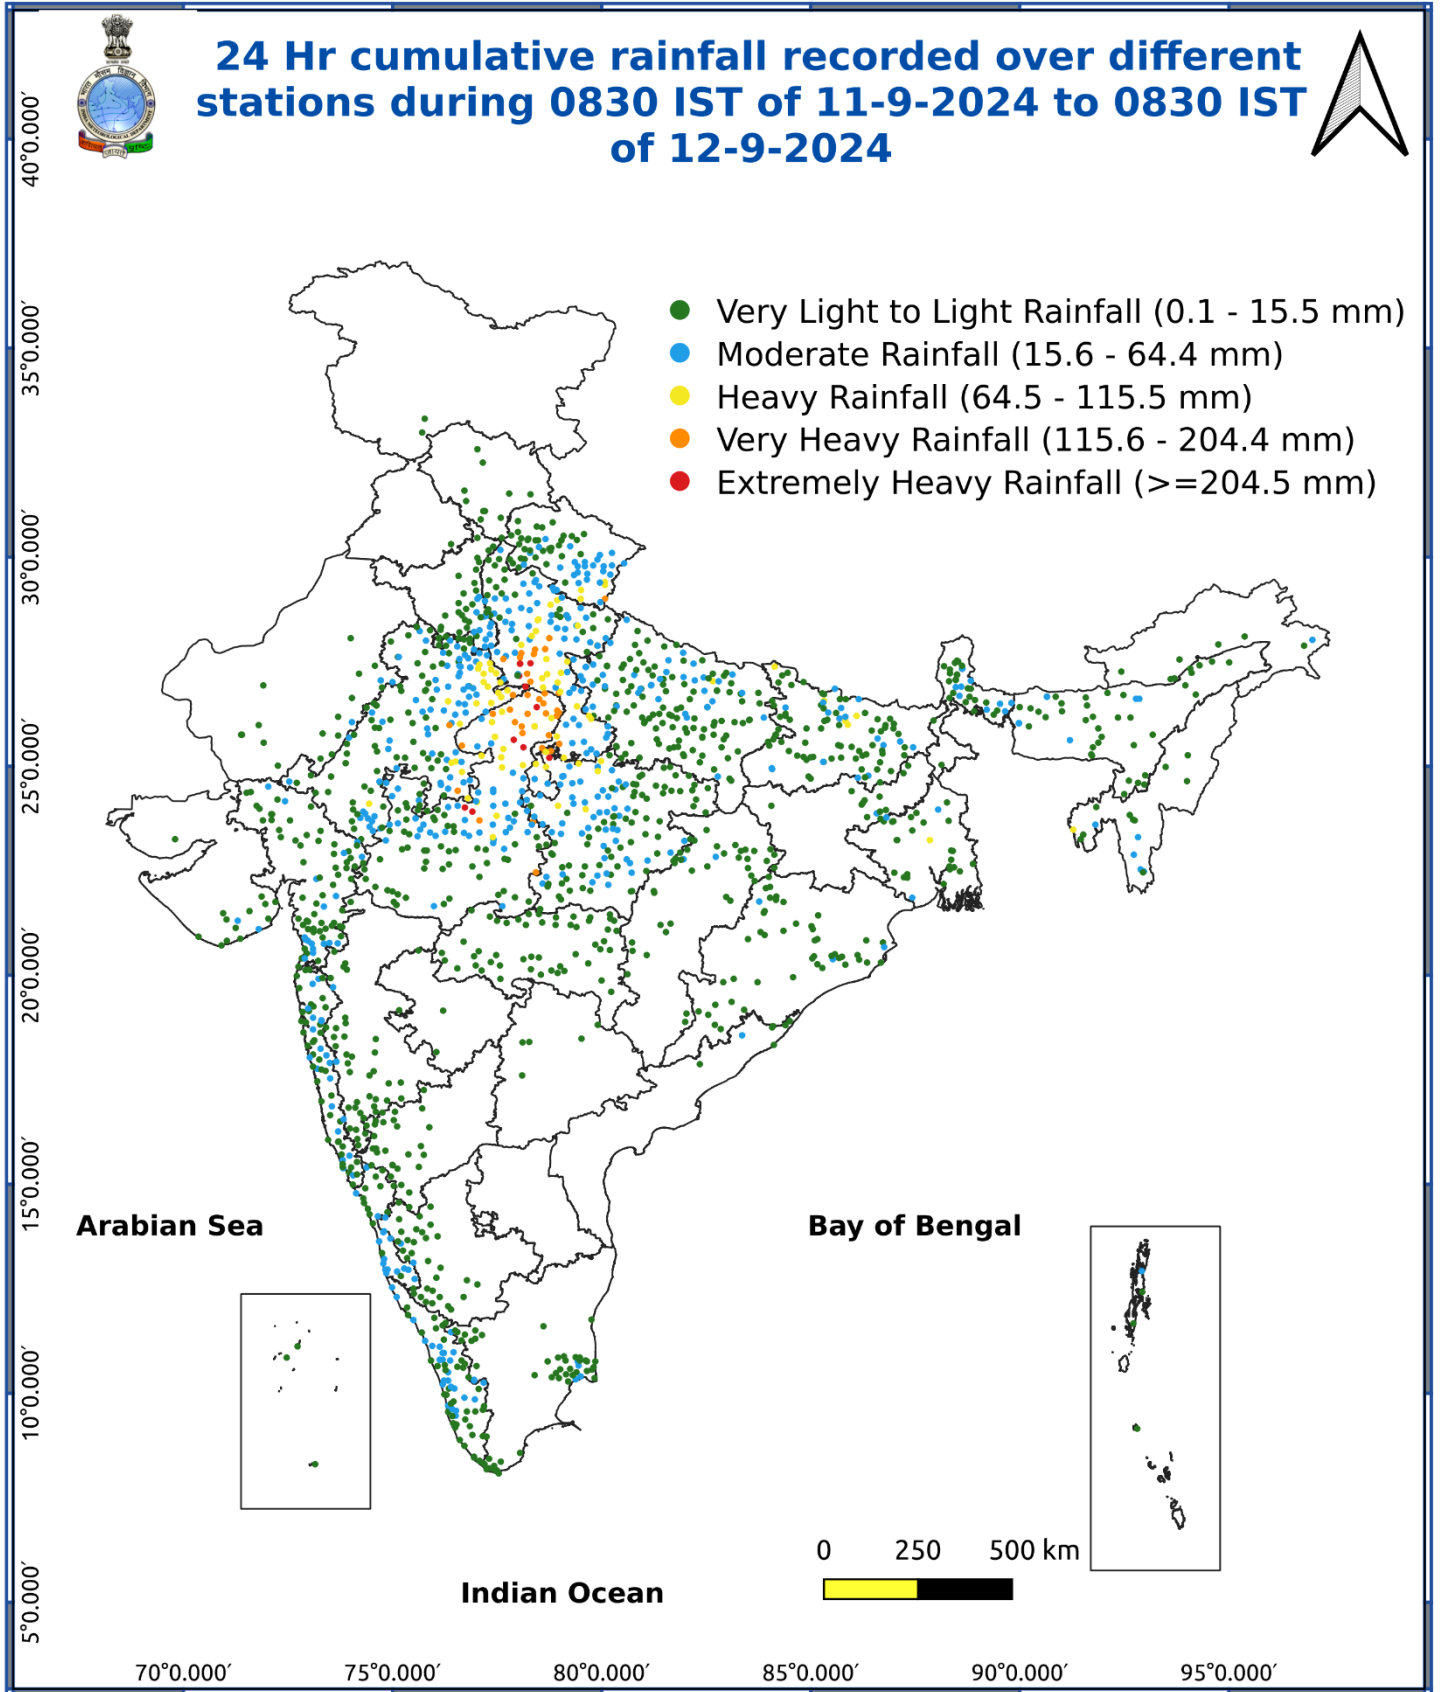 24 Hr cumulative rainfall recorded over different
stations during 0830 IST of 11-9-2024 to 0830 IST
of 12-9-2024
Very Light to Light Rainfall (0.1 - 15.5 mm)
Moderate Rainfall (15.6 - 64.4 mm)
Heavy Rainfall (64.5 - 115.5 mm)
Very Heavy Rainfall (115.6 - 204.4 mm)
Extremely Heavy Rainfall (>=204.5 mm)
40°0.000′
35°0.000′
30°0.000′
25°0.000′
20°0.000′
15°0.000′
10°0.000′
5°0.000′
Arabian Sea
Bay of Bengal
Indian Ocean
0 250 500 km
70°0.000′ 75°0.000′ 80°0.000′ 85°0.000′ 90°0.000′ 95°0.000′